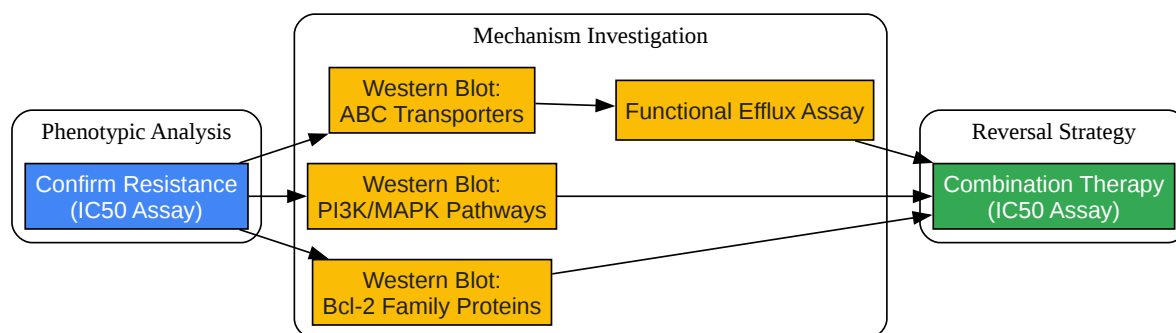 Phenotypic Analysis
Confirm Resistance
(IC50 Assay)
Mechanism Investigation
Western Blot:
ABC Transporters
Functional Efflux Assay
Western Blot:
PI3K/MAPK Pathways
Western Blot:
Bcl-2 Family Proteins
Reversal Strategy
Combination Therapy
(IC50 Assay)